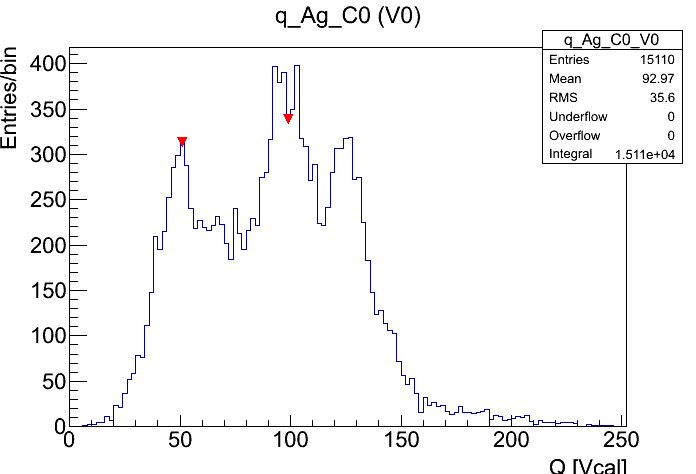 q_Ag_C0 (V0)
Entries/bin
q_Ag_C0_V0
Entries 15110
Mean 92.97
RMS 35.6
Underflow 0
Overflow 0
Integral 1.511e+04
400
350
300
250
200
150
100
50
0
0 50 100 150 200 250
Q [Vcal]